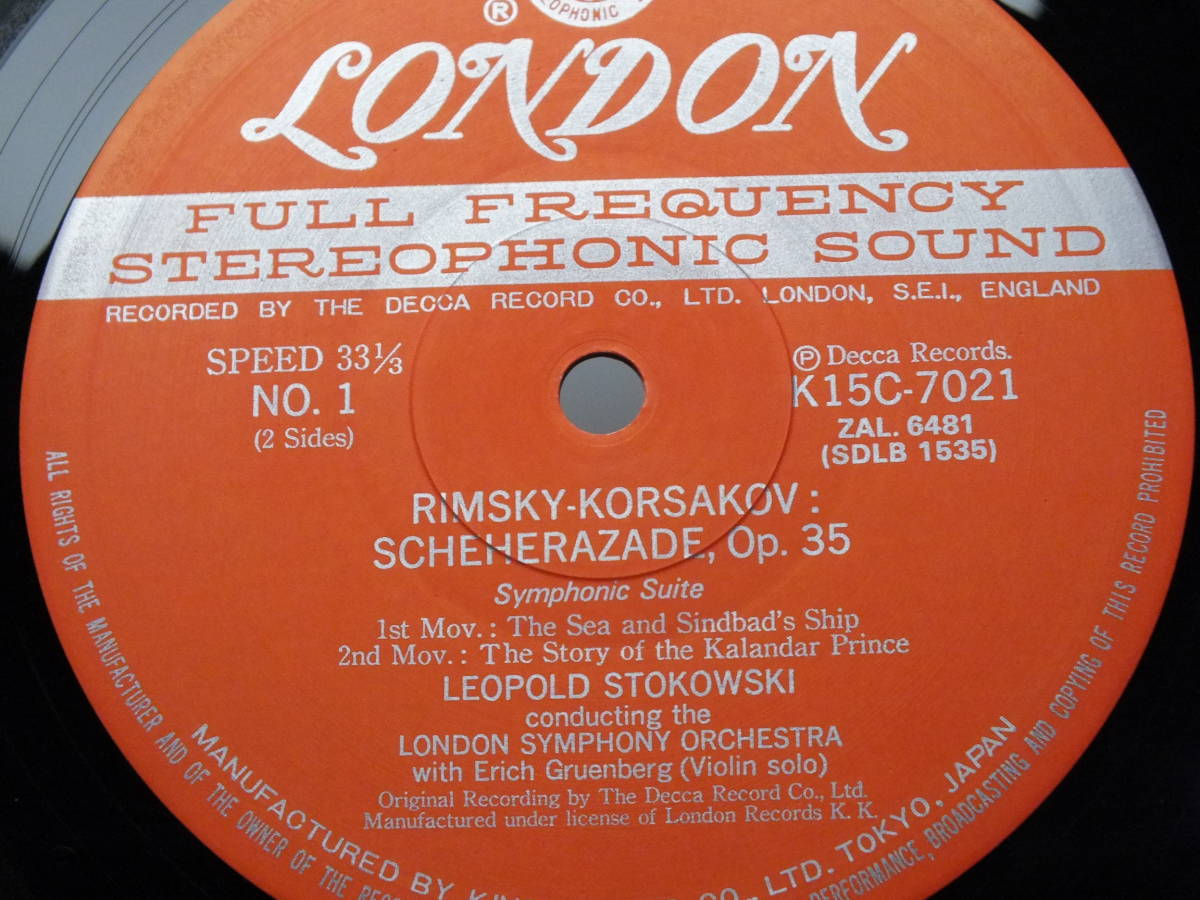 OPHONIC
®
LONDON
FULL FREQUENCY
STEREOPHONIC SOUND
RECORDED BY THE DECCA RECORD CO., LTD. LONDON, S.E.I., ENGLAND
SPEED 33⅓
NO. 1
(2 Sides)
Ⓟ Decca Records.
K15C-7021
ZAL. 6481
(SDLB 1535)
RIMSKY-KORSAKOV :
SCHEHERAZADE, Op. 35
Symphonic Suite
1st Mov. : The Sea and Sindbad's Ship
2nd Mov. : The Story of the Kalandar Prince
LEOPOLD STOKOWSKI
conducting the
LONDON SYMPHONY ORCHESTRA
with Erich Gruenberg (Violin solo)
Original Recording by The Decca Record Co., Ltd.
Manufactured under license of London Records K. K.
MANUFACTURED BY CO., LTD. TOKYO, JAPAN
ALL RIGHTS OF THE MANUFACTURER AND OF THE OWNER OF THE PERFORMANCE, BROADCASTING AND COPYING OF THIS RECORD PROHIBITED